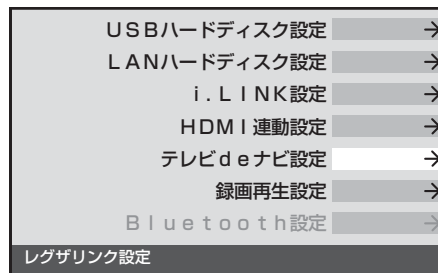 USBハードディスク設定 →
LANハードディスク設定 →
i.LINK設定 →
HDMI連動設定 →
テレビdeナビ設定 →
録画再生設定 →
Bluetooth設定 →
レグザリンク設定